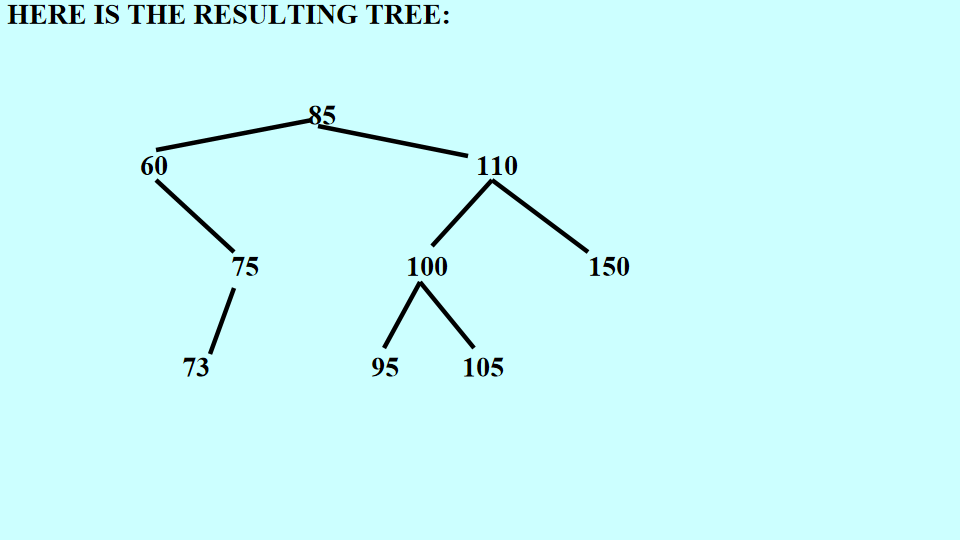 HERE IS THE RESULTING TREE:
85
60 110
75 100 150
73 95 105